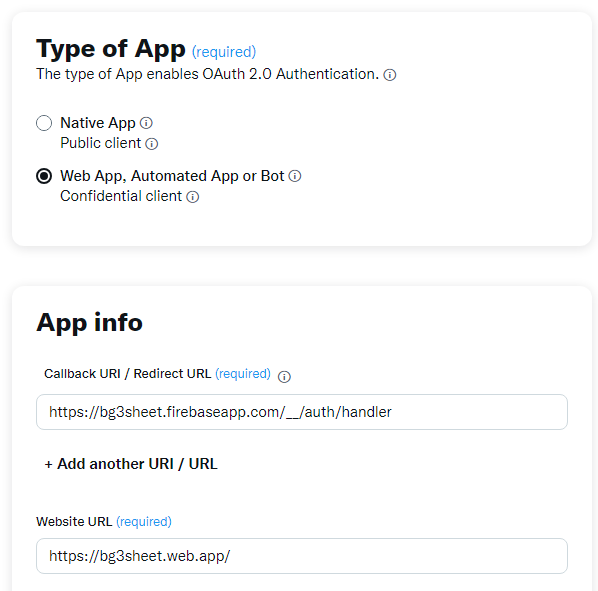 Type of App (required)
The type of App enables OAuth 2.0 Authentication.
Native App
Public client
Web App, Automated App or Bot
Confidential client
App info
Callback URI / Redirect URL (required)
https://bg3sheet.firebaseapp.com/__/auth/handler
+ Add another URI / URL
Website URL (required)
https://bg3sheet.web.app/